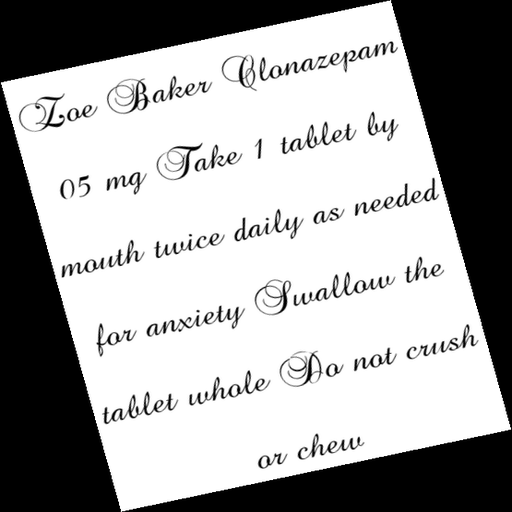 Zoe Baker Clonazepam
05 mg Take 1 tablet by
mouth twice daily as needed
for anxiety Swallow the
tablet whole Do not crush
or chew